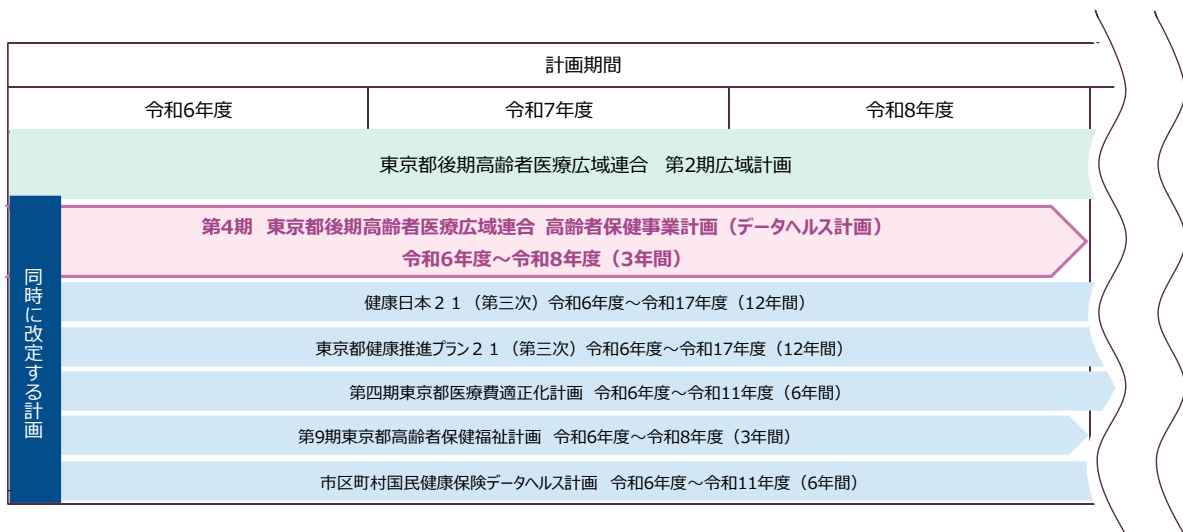 計画期間
令和6年度
令和7年度
令和8年度
東京都後期高齢者医療広域連合 第2期広域計画
同時に改定する計画
第4期 東京都後期高齢者医療広域連合 高齢者保健事業計画（データヘルス計画）
令和6年度～令和8年度（3年間）
健康日本２１（第三次）令和6年度～令和17年度（12年間）
東京都健康推進プラン２１（第三次）令和6年度～令和17年度（12年間）
第四期東京都医療費適正化計画 令和6年度～令和11年度（6年間）
第9期東京都高齢者保健福祉計画 令和6年度～令和8年度（3年間）
市区町村国民健康保険データヘルス計画 令和6年度～令和11年度（6年間）